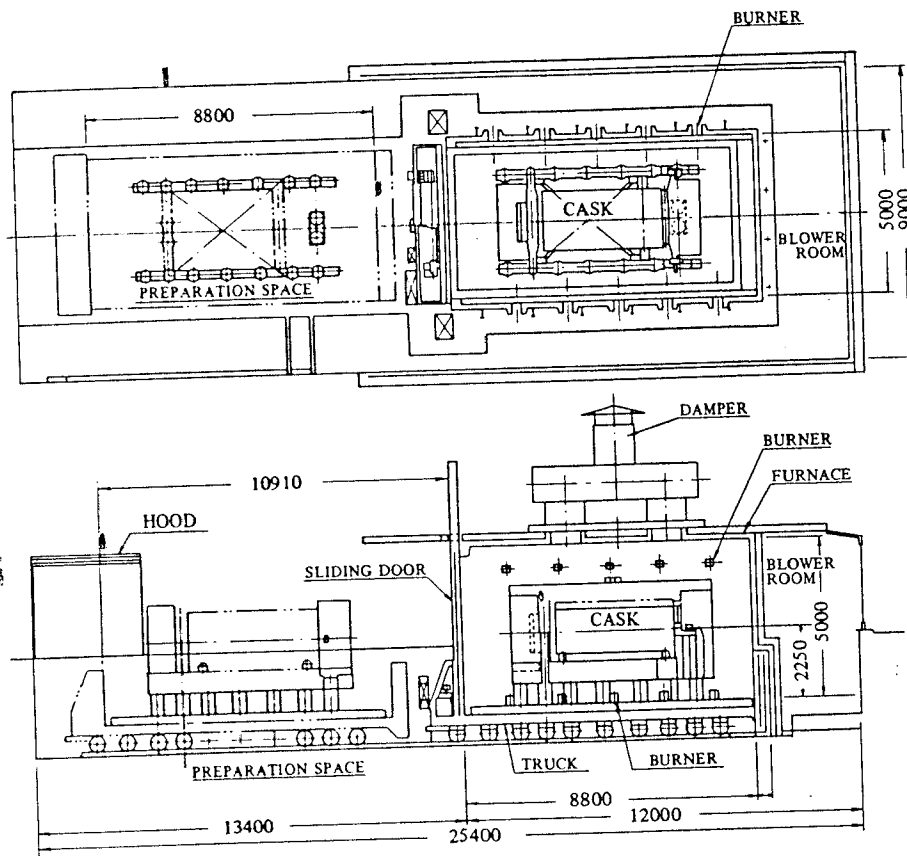 BURNER
8800
CASK
PREPARATION SPACE
BLOWER
ROOM
5000
9000
DAMPER
BURNER
FURNACE
10910
HOOD
SLIDING DOOR
BLOWER
ROOM
CASK
2250
5000
PREPARATION SPACE
TRUCK
BURNER
8800
13400
12000
25400